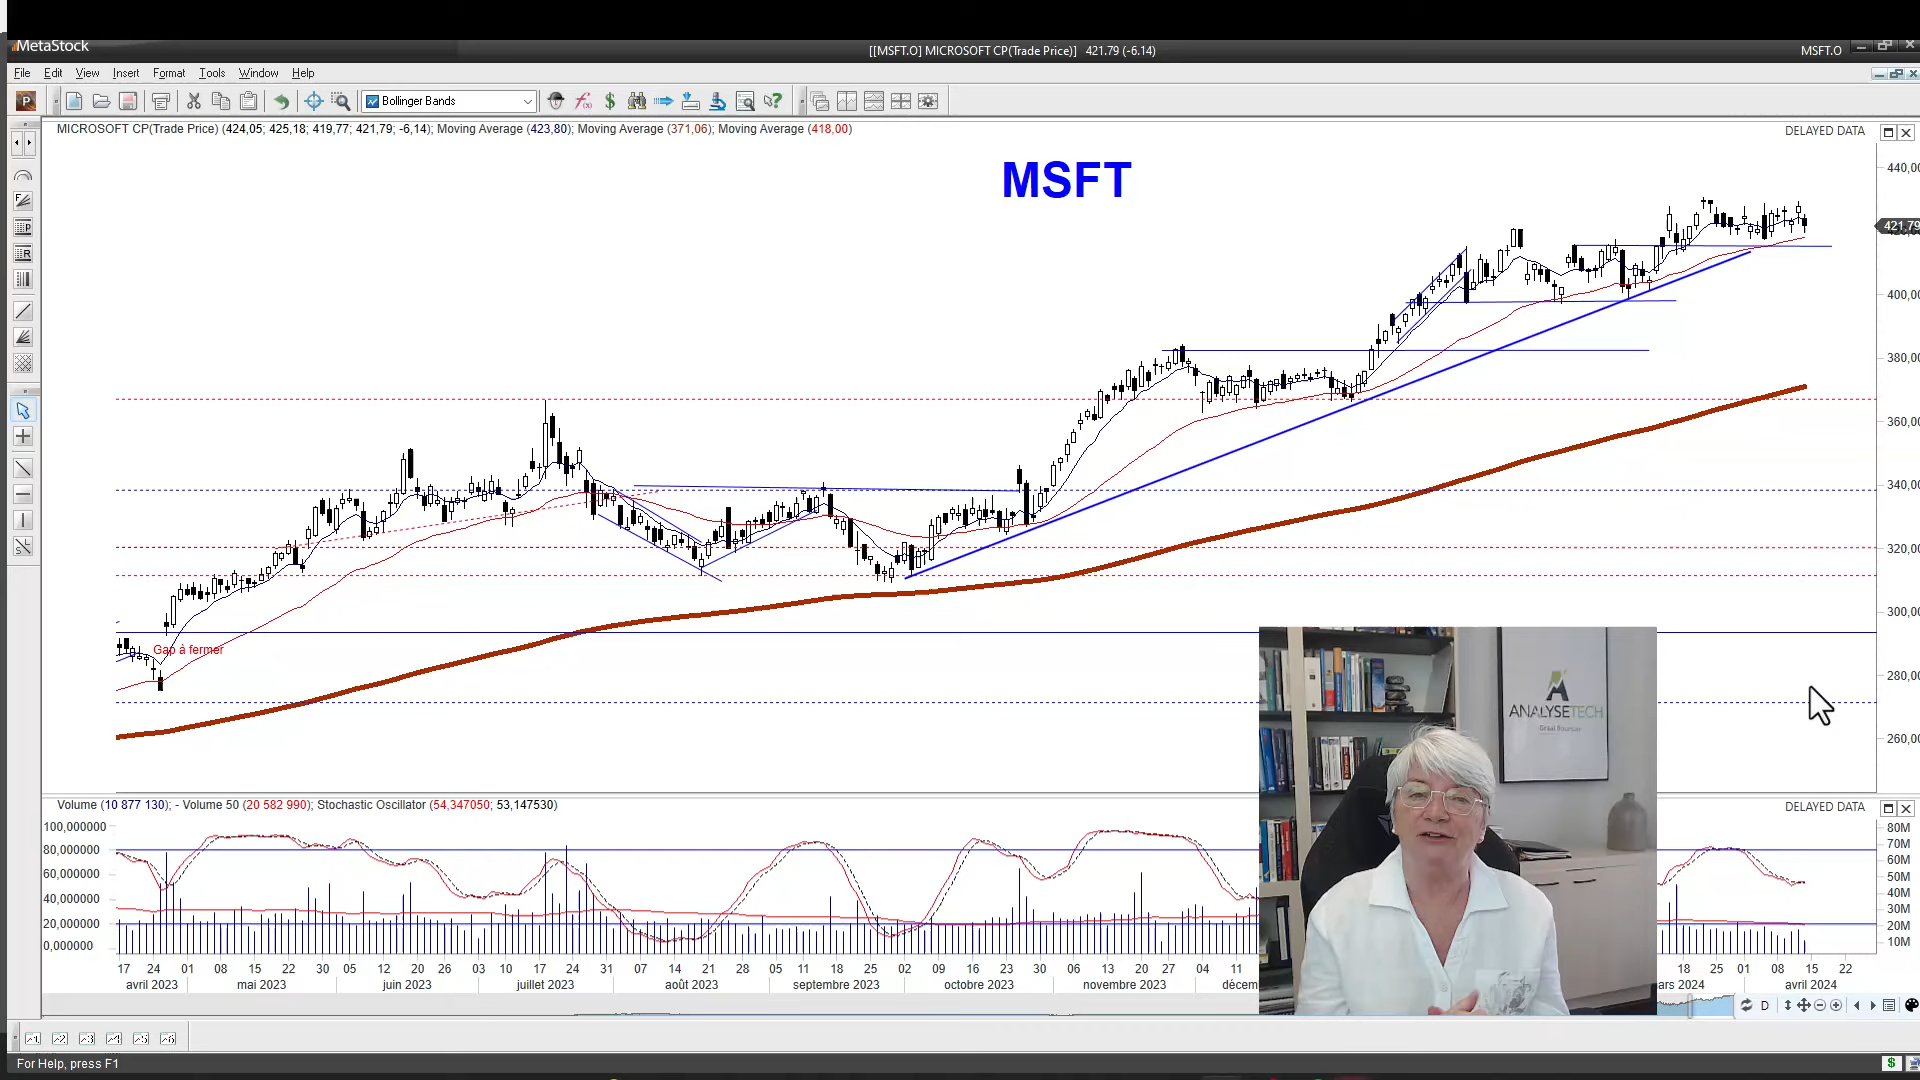 MetaStock
[[MSFT.O] MICROSOFT CP(Trade Price)] 421.79 (-6.14)
MSFT.O
File Edit View Insert Format Tools Window Help
Bollinger Bands
MICROSOFT CP(Trade Price) (424,05; 425,18; 419,77; 421,79; -6,14); Moving Average (423,80); Moving Average (371,06); Moving Average (418,00)
DELAYED DATA
MSFT
440,00
421,79
400,00
380,00
360,00
340,00
320,00
300,00
280,00
260,00
Gap à fermer
ANALYSETECH
Graal Boursier
Volume (10 877 130); - Volume 50 (20 582 990); Stochastic Oscillator (54,347050; 53,147530)
DELAYED DATA
100,000000
80,000000
60,000000
40,000000
20,000000
0,000000
80M
70M
60M
50M
40M
30M
20M
10M
17 24 01 08 15 22 30 05 12 20 26 03 10 17 24 31 07 14 21 28 05 11 18 25 02 09 16 23 30 06 13 20 27 04 11 18 25 01 08 15 22
avril 2023 mai 2023 juin 2023 juillet 2023 août 2023 septembre 2023 octobre 2023 novembre 2023 décem ars 2024 avril 2024
D
For Help, press F1